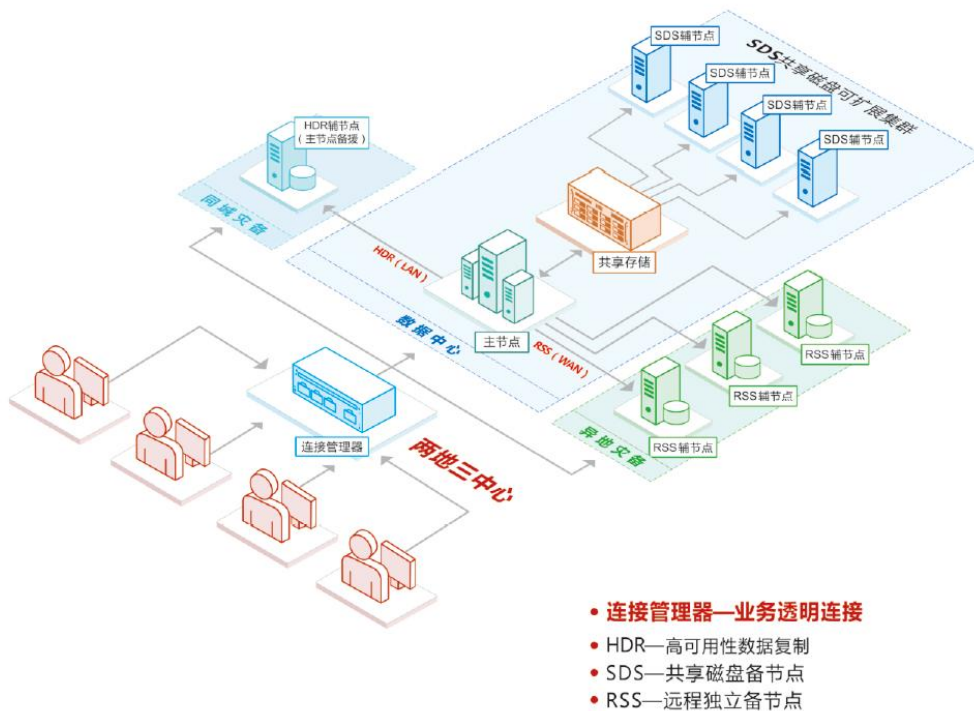 SDS辅节点
SDS辅节点
SDS辅节点
SDS辅节点
SDS共享磁盘可扩展集群
HDR辅节点
（主节点备援）
同城灾备
HDR（LAN）
共享存储
主节点
数据中心
RSS（WAN）
RSS辅节点
RSS辅节点
RSS辅节点
异地灾备
连接管理器
两地三中心
• 连接管理器—业务透明连接
• HDR—高可用性数据复制
• SDS—共享磁盘备节点
• RSS—远程独立备节点